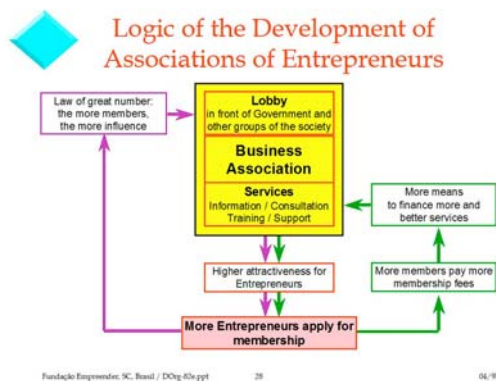 Logic of the Development of
Associations of Entrepreneurs
Law of great number:
the more members,
the more influence
Lobby
in front of Government and
other groups of the society
Business
Association
Services
Information / Consultation
Training / Support
More means
to finance more and
better services
Higher attractiveness for
Entrepreneurs
More members pay more
membership fees
More Entrepreneurs apply for
membership
Fundação Empreender, SC, Brasil / DOrg-82e.ppt
28